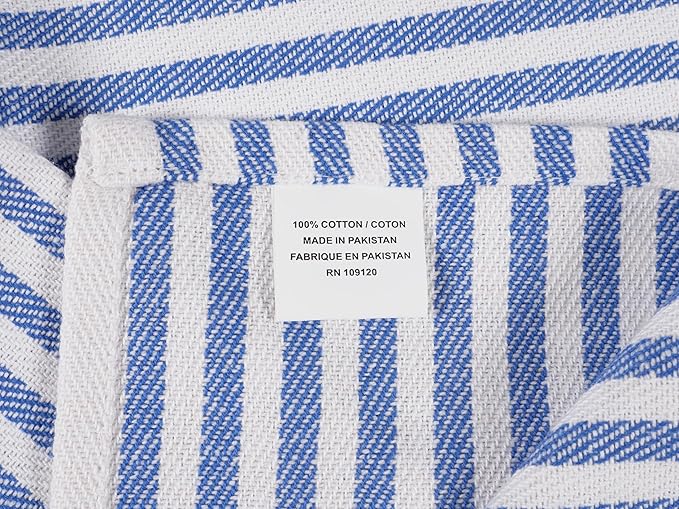 100% COTTON / COTON
MADE IN PAKISTAN
FABRIQUE EN PAKISTAN
RN 109120